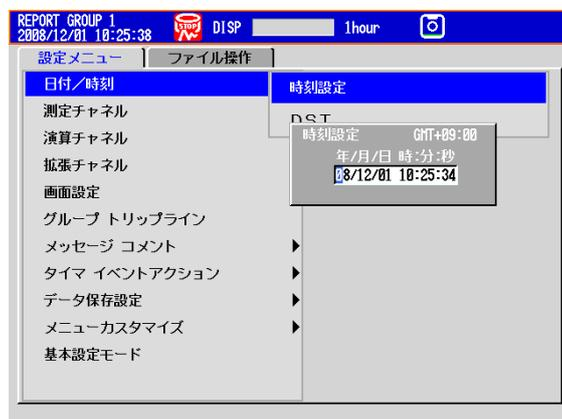 REPORT GROUP 1
2008/12/01 10:25:38
STOP
DISP
1hour
設定メニュー
ファイル操作
日付/時刻
時刻設定
測定チャネル
DST
演算チャネル
時刻設定 GMT+09:00
年/月/日 時:分:秒
08/12/01 10:25:34
拡張チャネル
画面設定
グループ トリップライン
メッセージ コメント
タイマ イベントアクション
データ保存設定
メニューカスタマイズ
基本設定モード